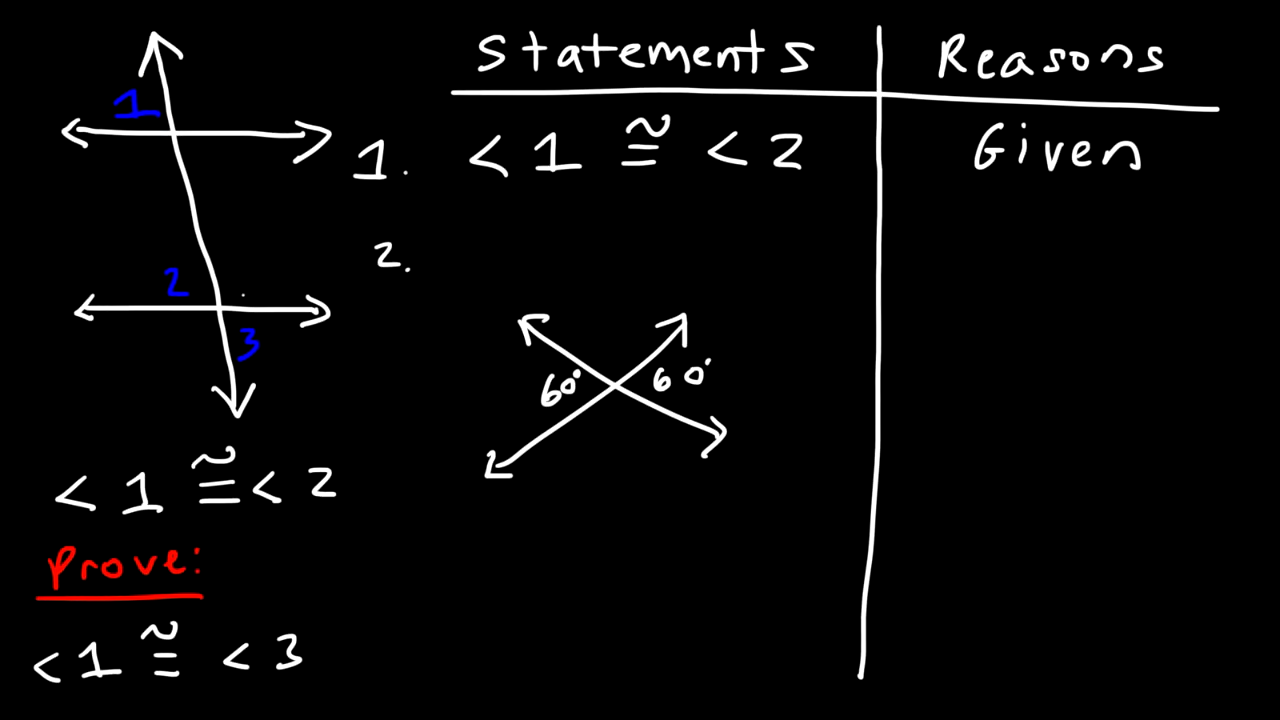 Statements Reasons
1
1. < 1 ≅ < 2 Given
2.
2
3
60° 60°
< 1 ≅ < 2
Prove:
< 1 ≅ < 3